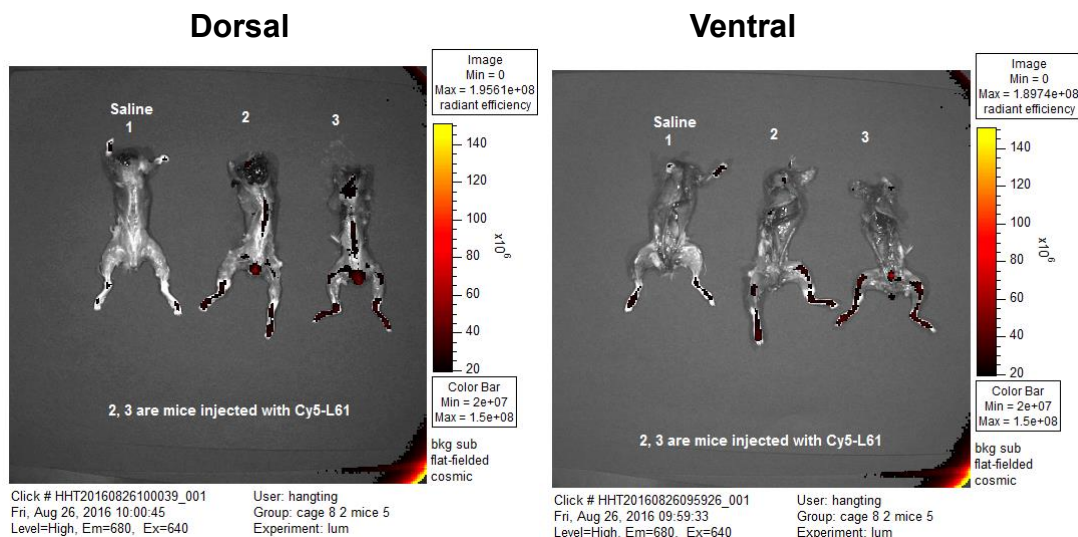 Dorsal
Image
Min = 0
Max = 1.9561e+08
radiant efficiency
Saline
1
2
3
140
120
100
80
60
40
20
x10
6
Color Bar
Min = 2e+07
Max = 1.5e+08
2, 3 are mice injected with Cy5-L61
bkg sub
flat-fielded
cosmic
Click # HHT20160826100039_001
Fri, Aug 26, 2016 10:00:45
Level=High, Em=680, Ex=640
User: hangting
Group: cage 8 2 mice 5
Experiment: lum
Ventral
Image
Min = 0
Max = 1.8974e+08
radiant efficiency
Saline
1
2
3
140
120
100
80
60
40
20
x10
6
Color Bar
Min = 2e+07
Max = 1.5e+08
2, 3 are mice injected with Cy5-L61
bkg sub
flat-fielded
cosmic
Click # HHT20160826095926_001
Fri, Aug 26, 2016 09:59:33
Level=High, Em=680, Ex=640
User: hangting
Group: cage 8 2 mice 5
Experiment: lum